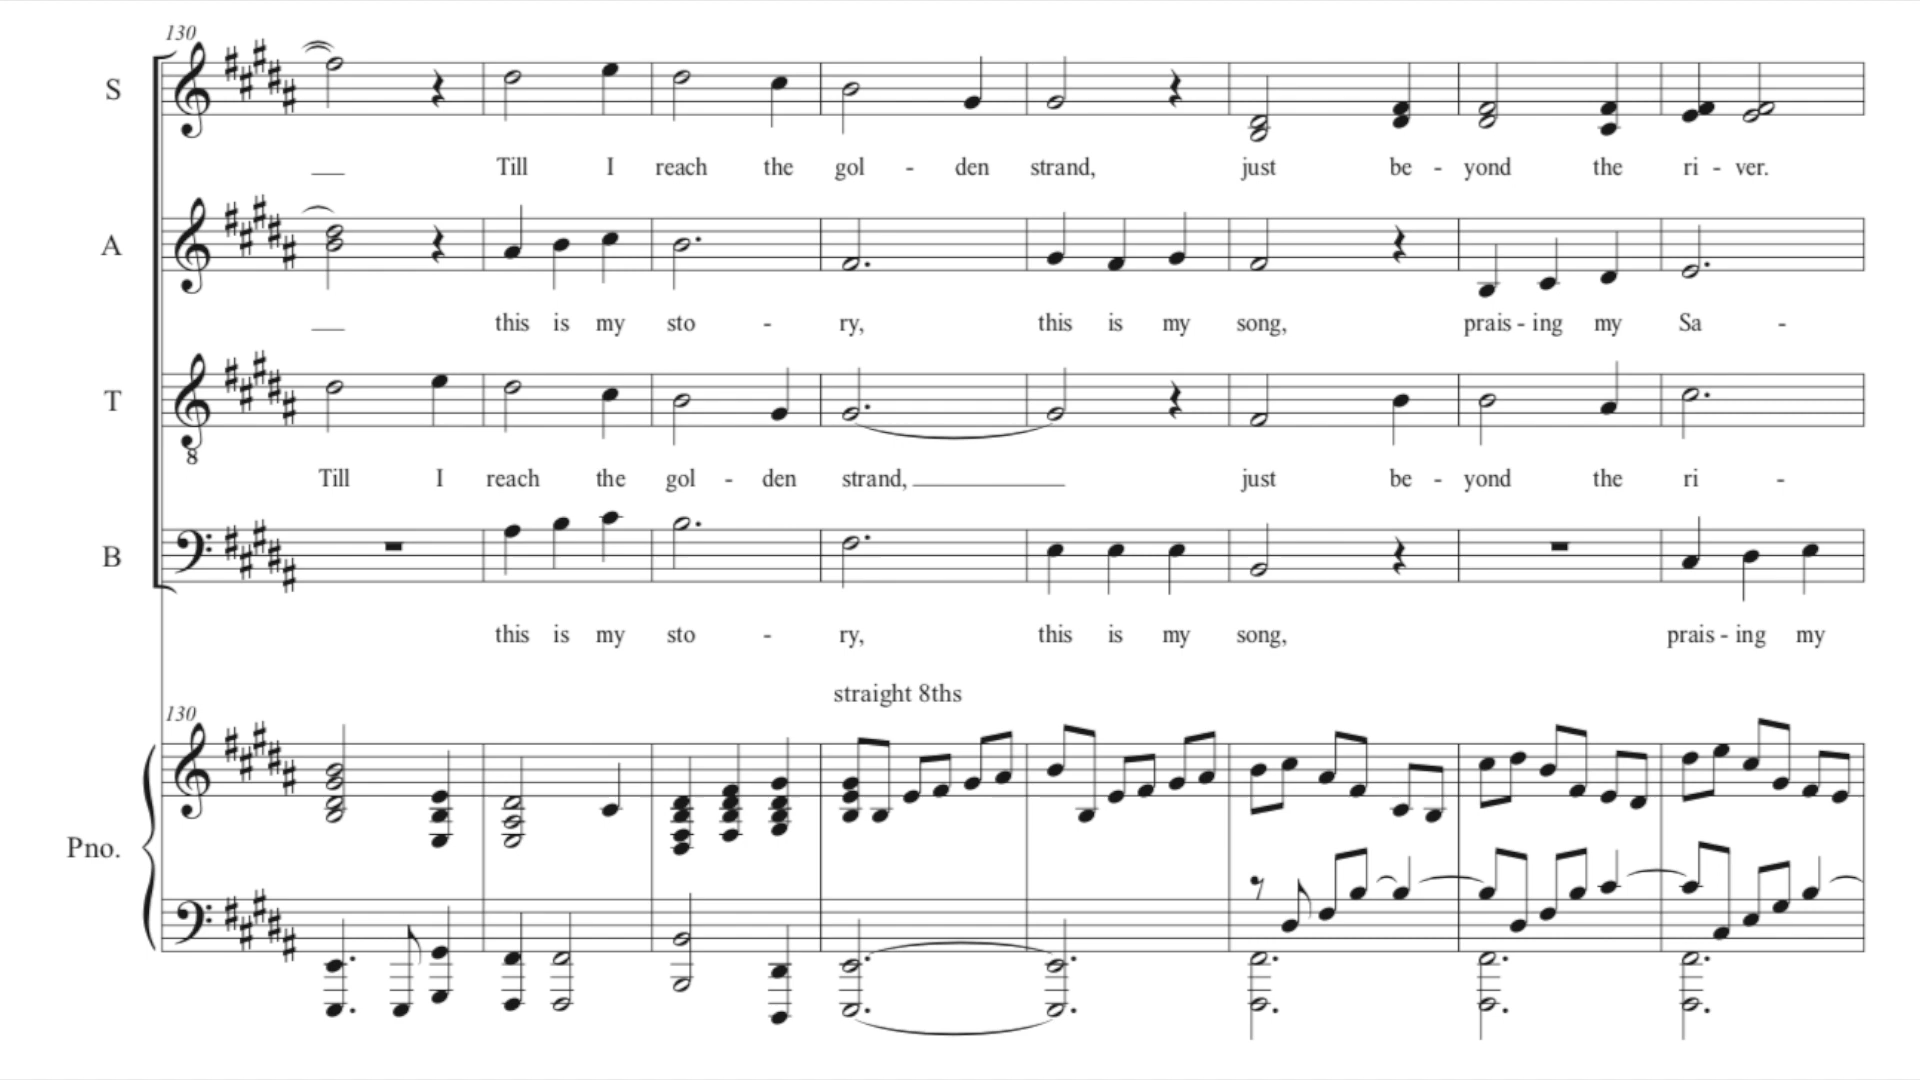 130
S
Till I reach the gol - den strand, just be - yond the ri - ver.
A
this is my sto - ry, this is my song, prais - ing my Sa -
T
8
Till I reach the gol - den strand, just be - yond the ri -
B
this is my sto - ry, this is my song, prais - ing my
straight 8ths
130
Pno.